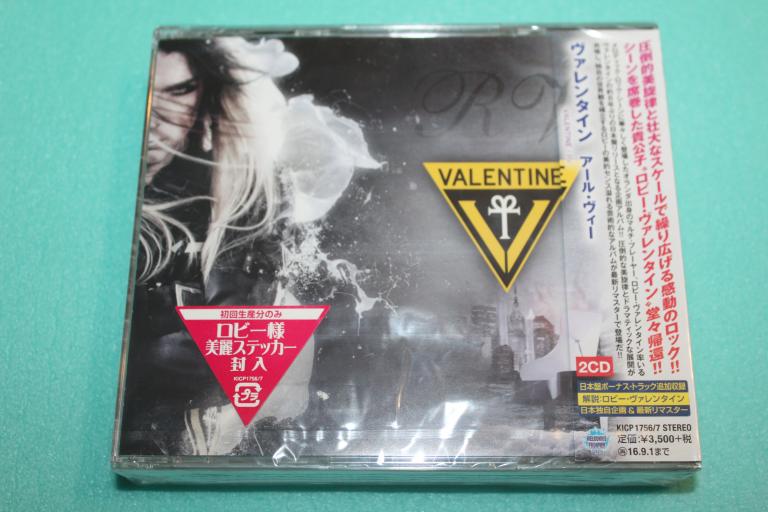 圧倒的美旋律と壮大なスケールで繰り広げる感動のロック!!
シーンを席巻した貴公子“ロビー・ヴァレンタイン”堂々帰還!!
ヴァレンタイン アール・ヴィー
R V
VALENTINE
初回生産分のみ
ロビー様
美麗ステッカー
封入
KICP1756/7
プラ
2CD
日本盤ボーナス・トラック追加収録
解説:ロビー・ヴァレンタイン
日本独自企画 & 最新リマスター
KICP 1756/7 STEREO
定価:¥3,500+税
16.9.1まで